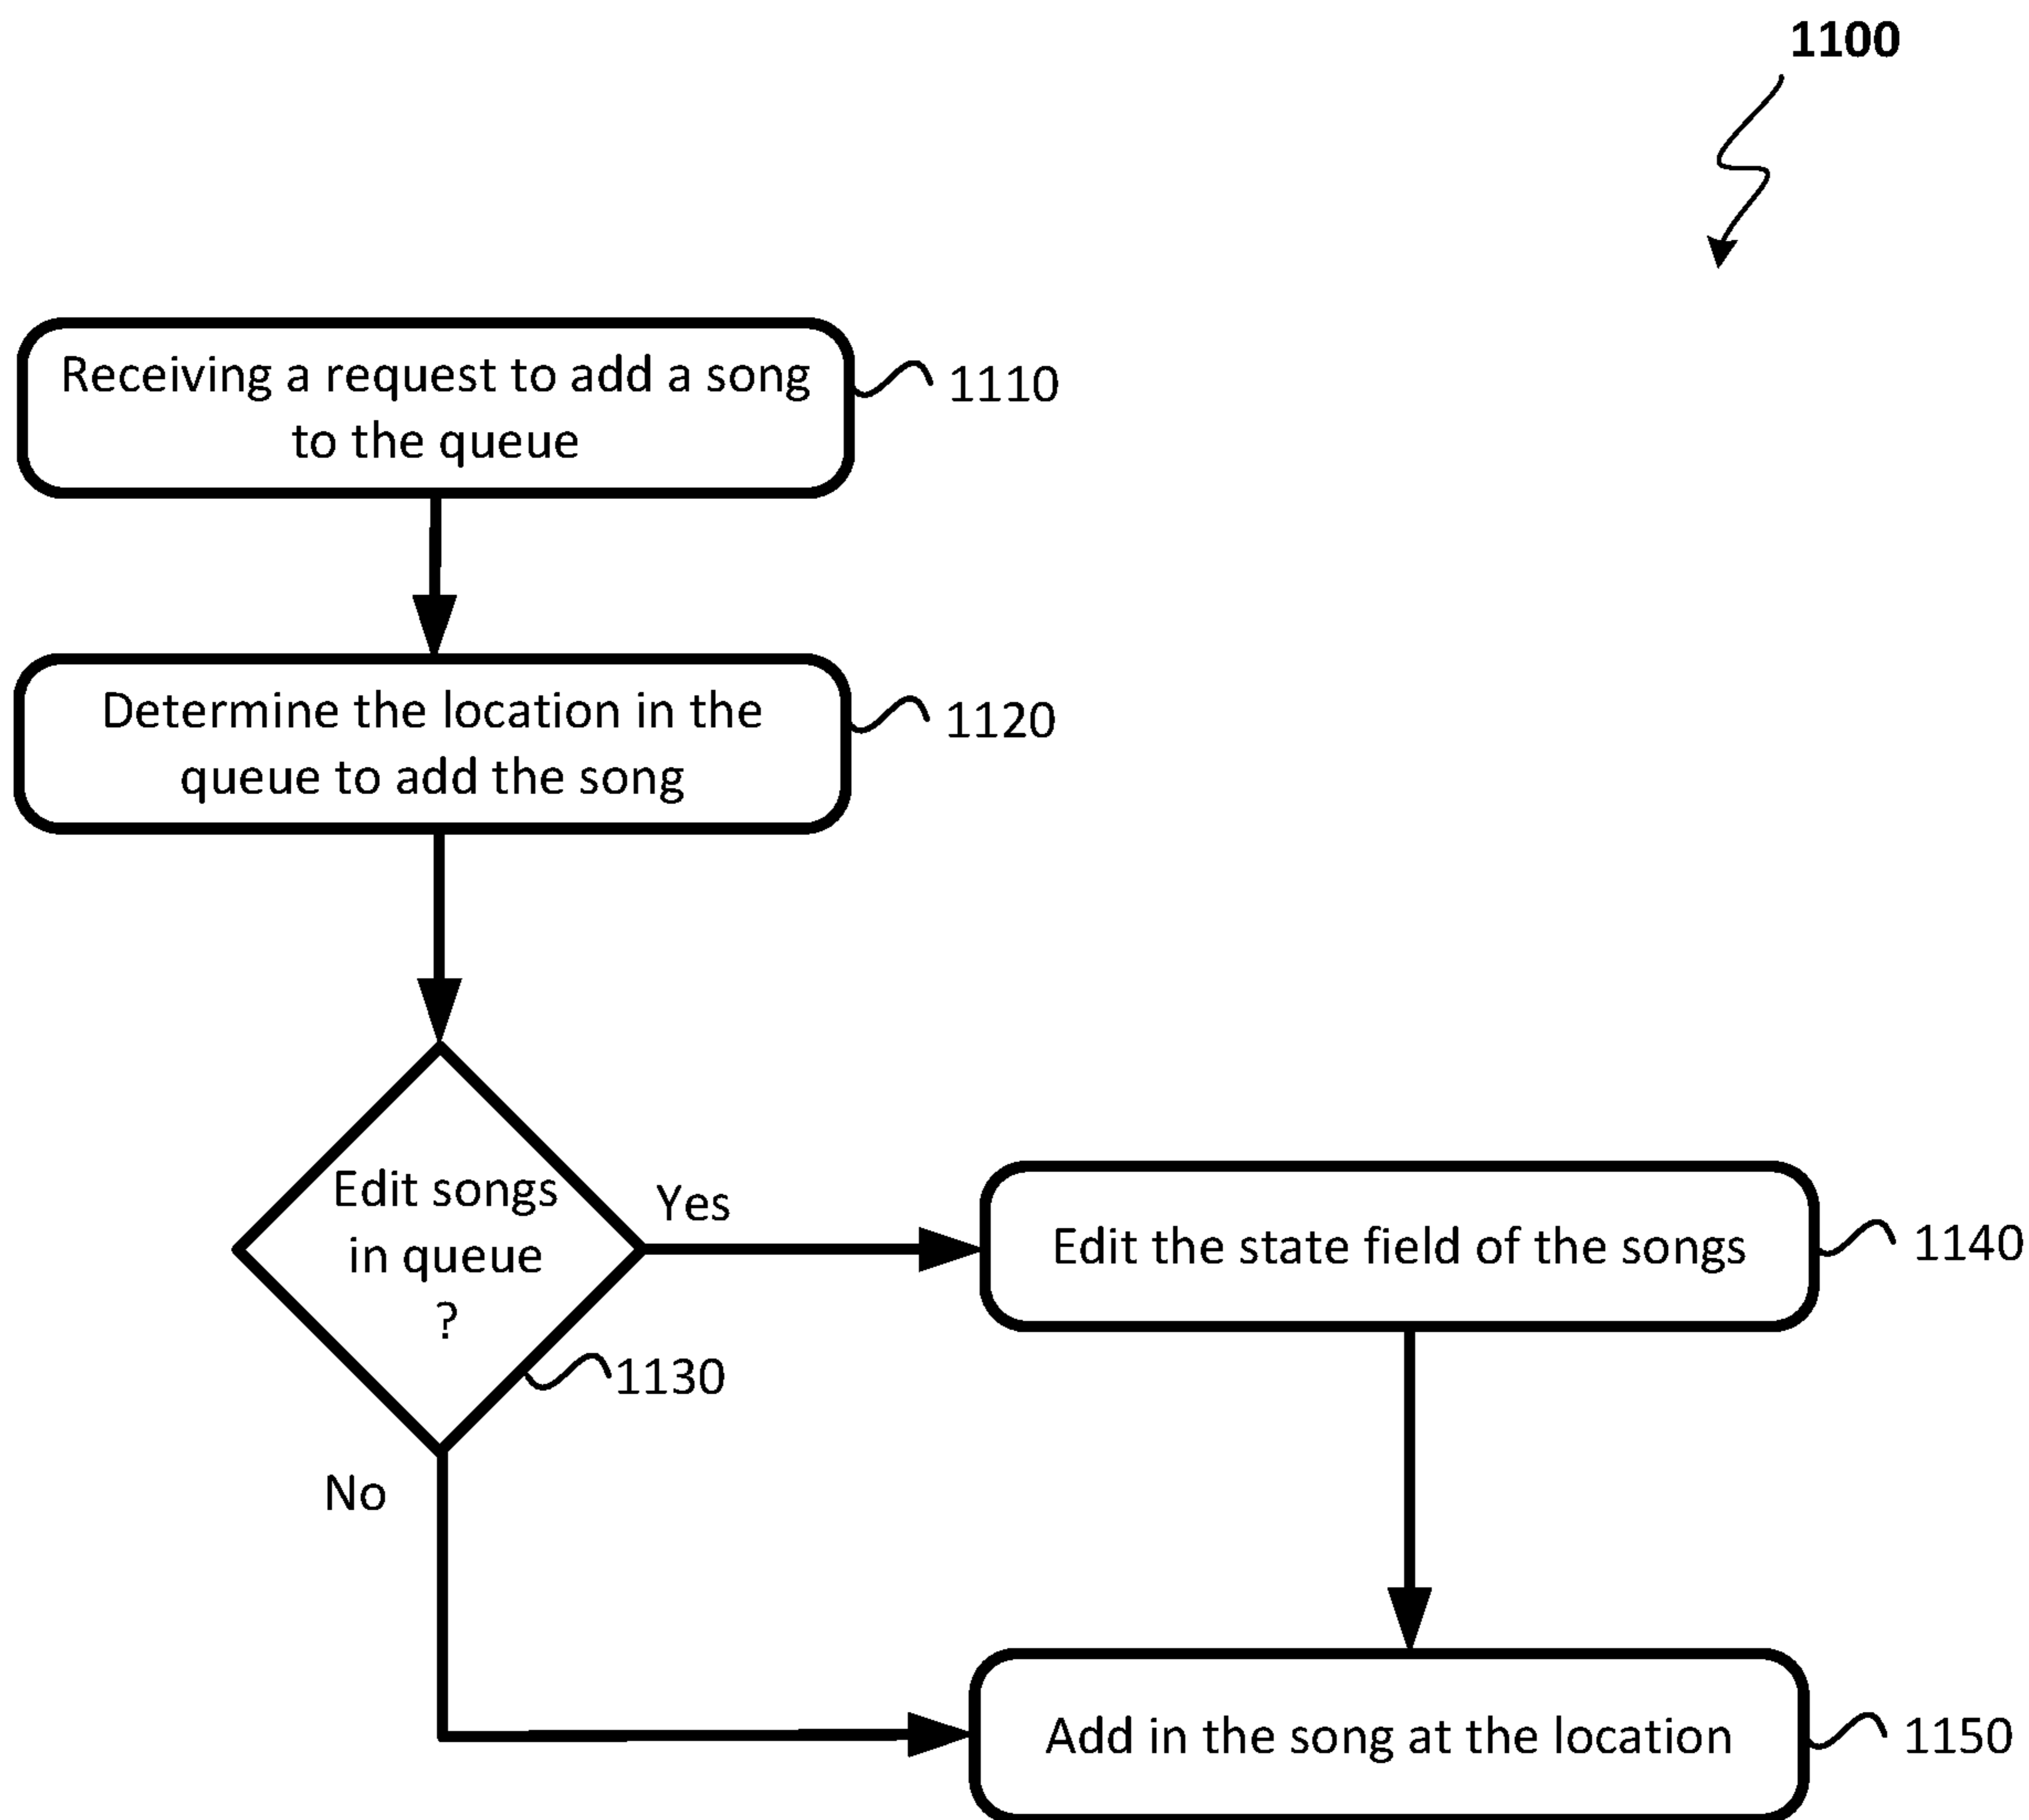 1100
Receiving a request to add a song
to the queue
1110
Determine the location in the
queue to add the song
1120
Edit songs
in queue
?
Yes
1130
No
Edit the state field of the songs
1140
Add in the song at the location
1150